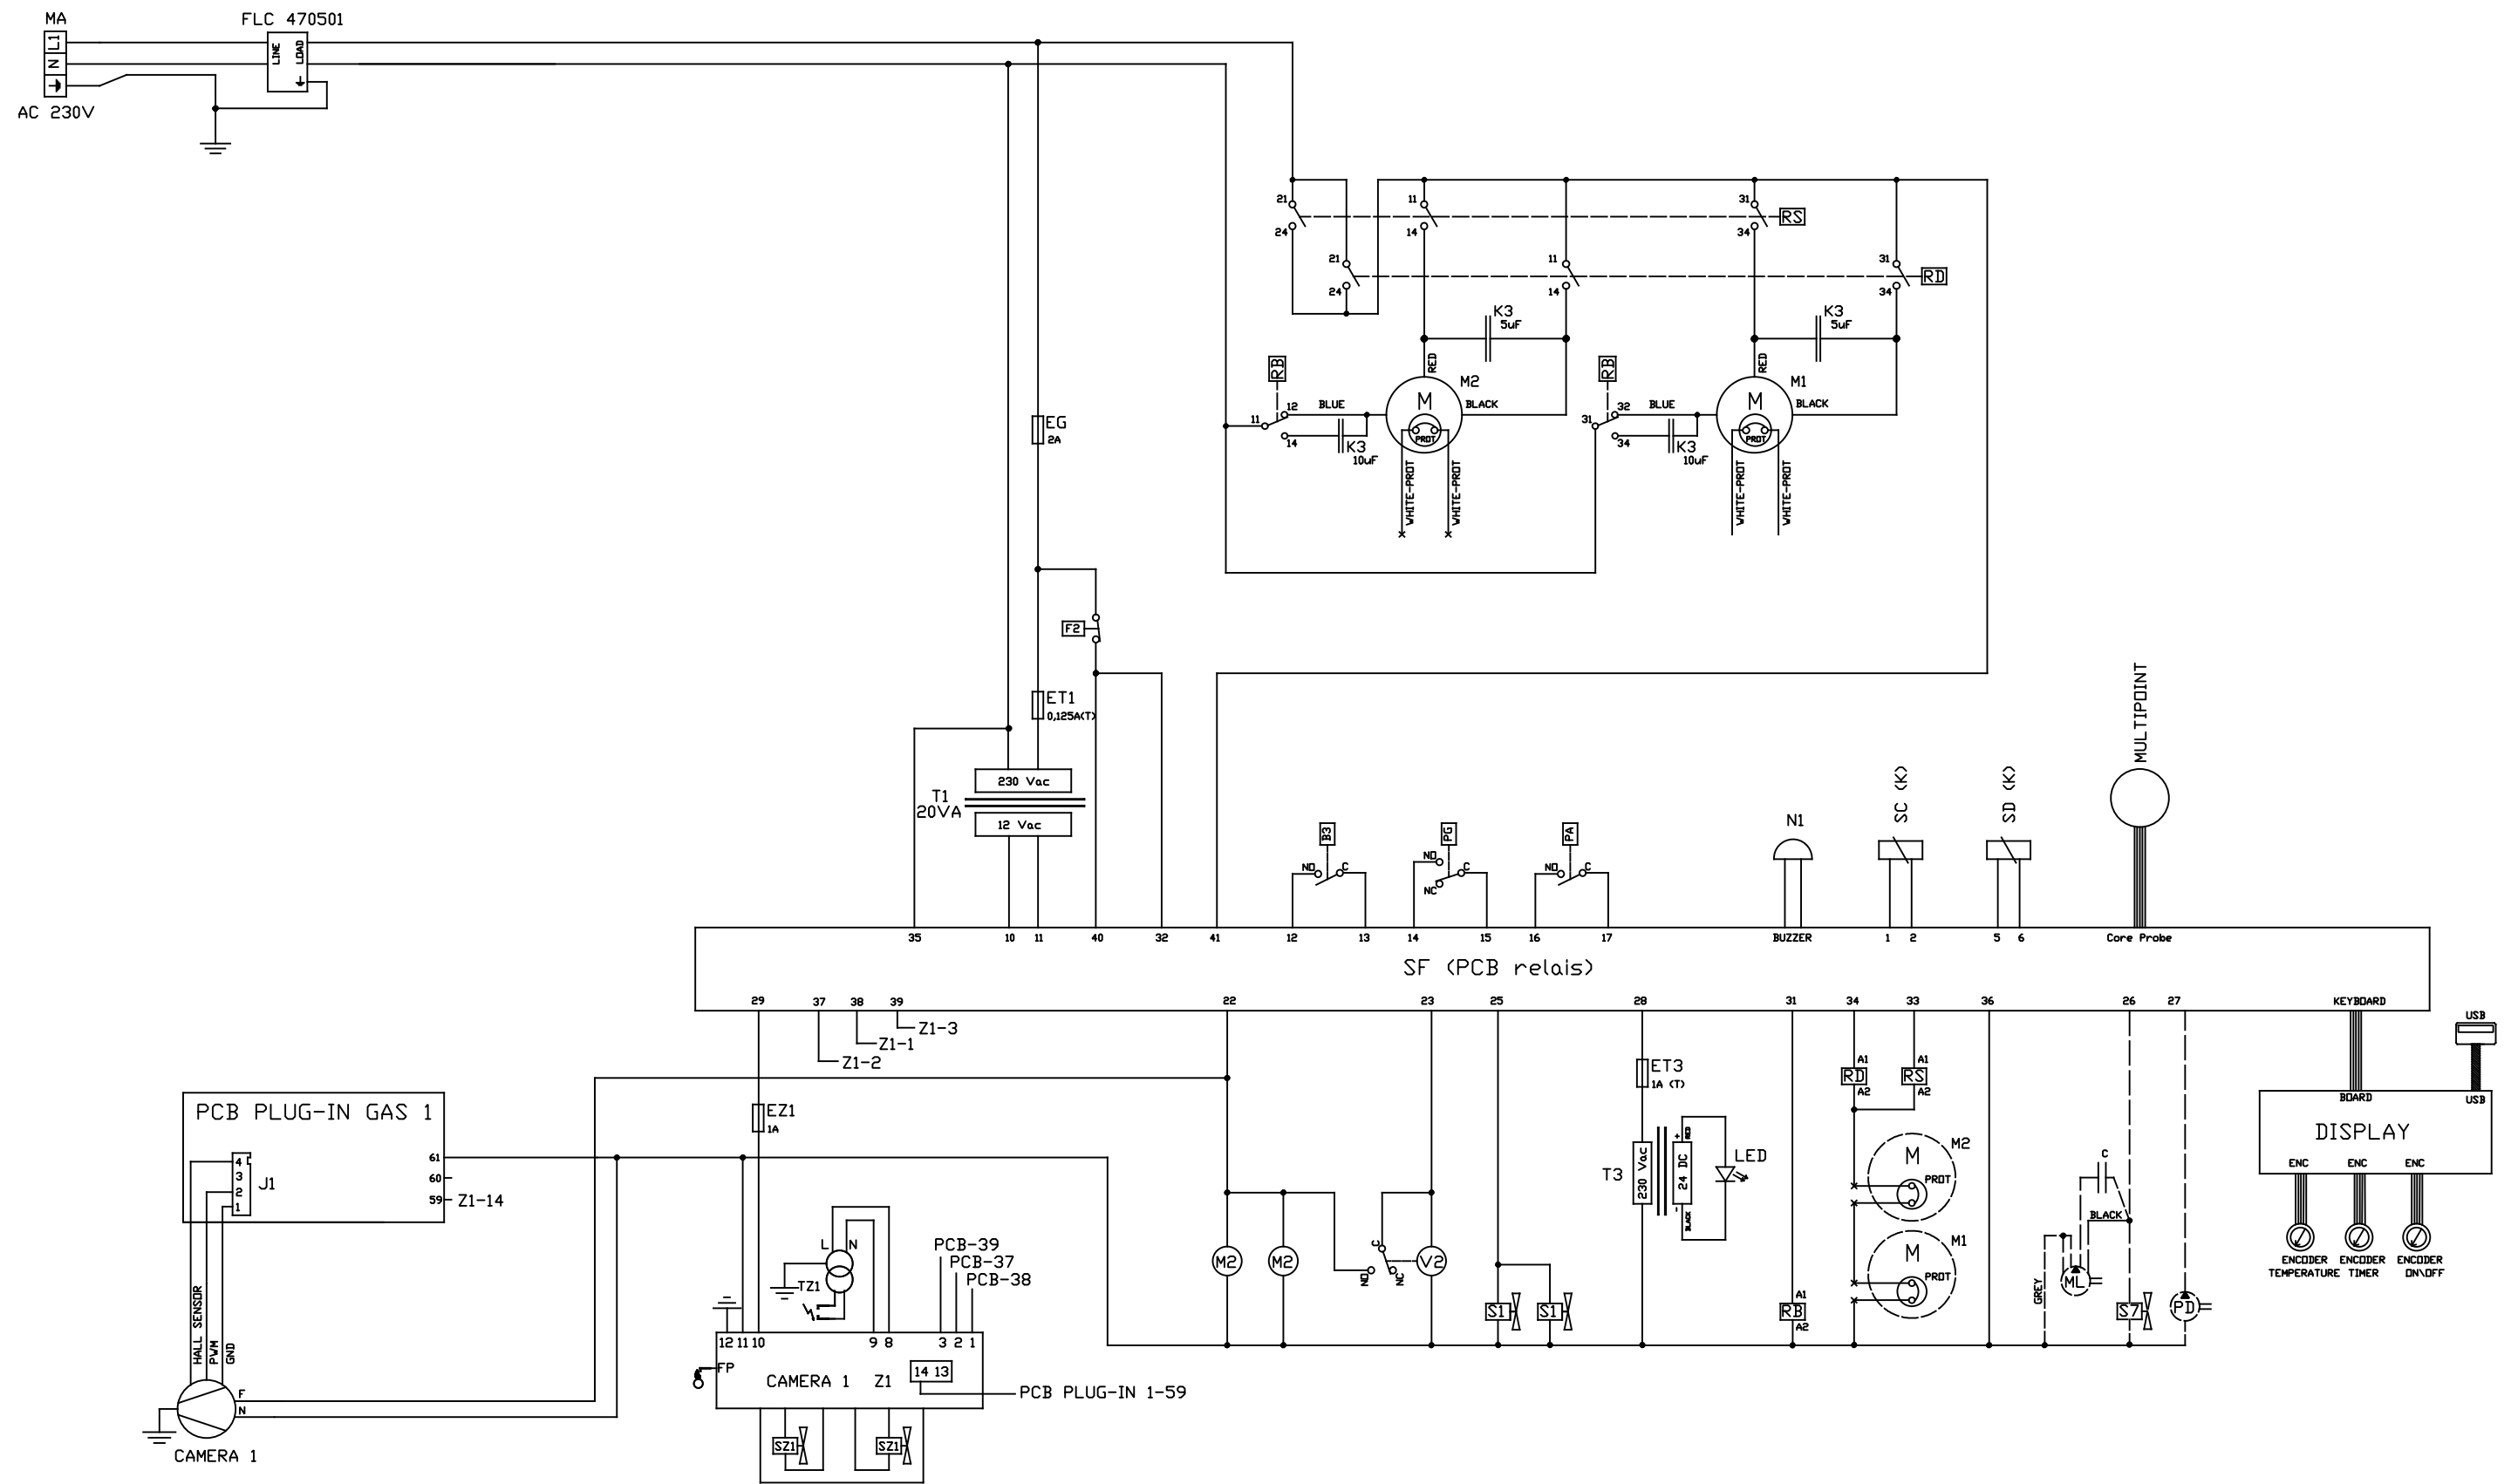 MA
FLC 470501
L1
N
LINE
LOAD
AC 230V
21
24
11
14
31
34
RS
21
24
11
14
31
34
RD
K3
5uF
K3
5uF
RB
RED
M2
RB
RED
M1
11
12
14
BLUE
M
PROT
BLACK
K3
10uF
31
32
34
BLUE
M
PROT
BLACK
K3
10uF
WHITE-PROT
WHITE-PROT
WHITE-PROT
WHITE-PROT
EG
2A
F2
ET1
0,125A(T)
230 Vac
T1
20VA
12 Vac
B3
NO
C
PG
NO
NC
C
PA
NO
C
N1
SC (K)
SD (K)
MULTIPOINT
35
10
11
40
32
41
12
13
14
15
16
17
BUZZER
1
2
5
6
Core Probe
SF (PCB relais)
29
37
38
39
22
23
25
28
31
34
33
36
26
27
KEYBOARD
USB
Z1-3
Z1-1
Z1-2
PCB PLUG-IN GAS 1
4
3
2
1
J1
61
60
59
Z1-14
HALL SENSOR
PWM
GND
F
N
CAMERA 1
EZ1
1A
L
N
TZ1
PCB-39
PCB-37
PCB-38
12
11
10
9
8
3
2
1
FP
CAMERA 1
Z1
14 13
PCB PLUG-IN 1-59
SZ1
SZ1
M2
M2
C
NO
NC
V2
S1
S1
ET3
1A (T)
T3
230 Vac
24 DC
+
RED
-
BLACK
LED
A1
RB
A2
A1
RD
A2
A1
RS
A2
M2
M
PROT
M1
M
PROT
C
BLACK
GREY
ML
S7
PD
BOARD
USB
DISPLAY
ENC
ENC
ENC
ENCODER
TEMPERATURE
ENCODER
TIMER
ENCODER
ON\OFF